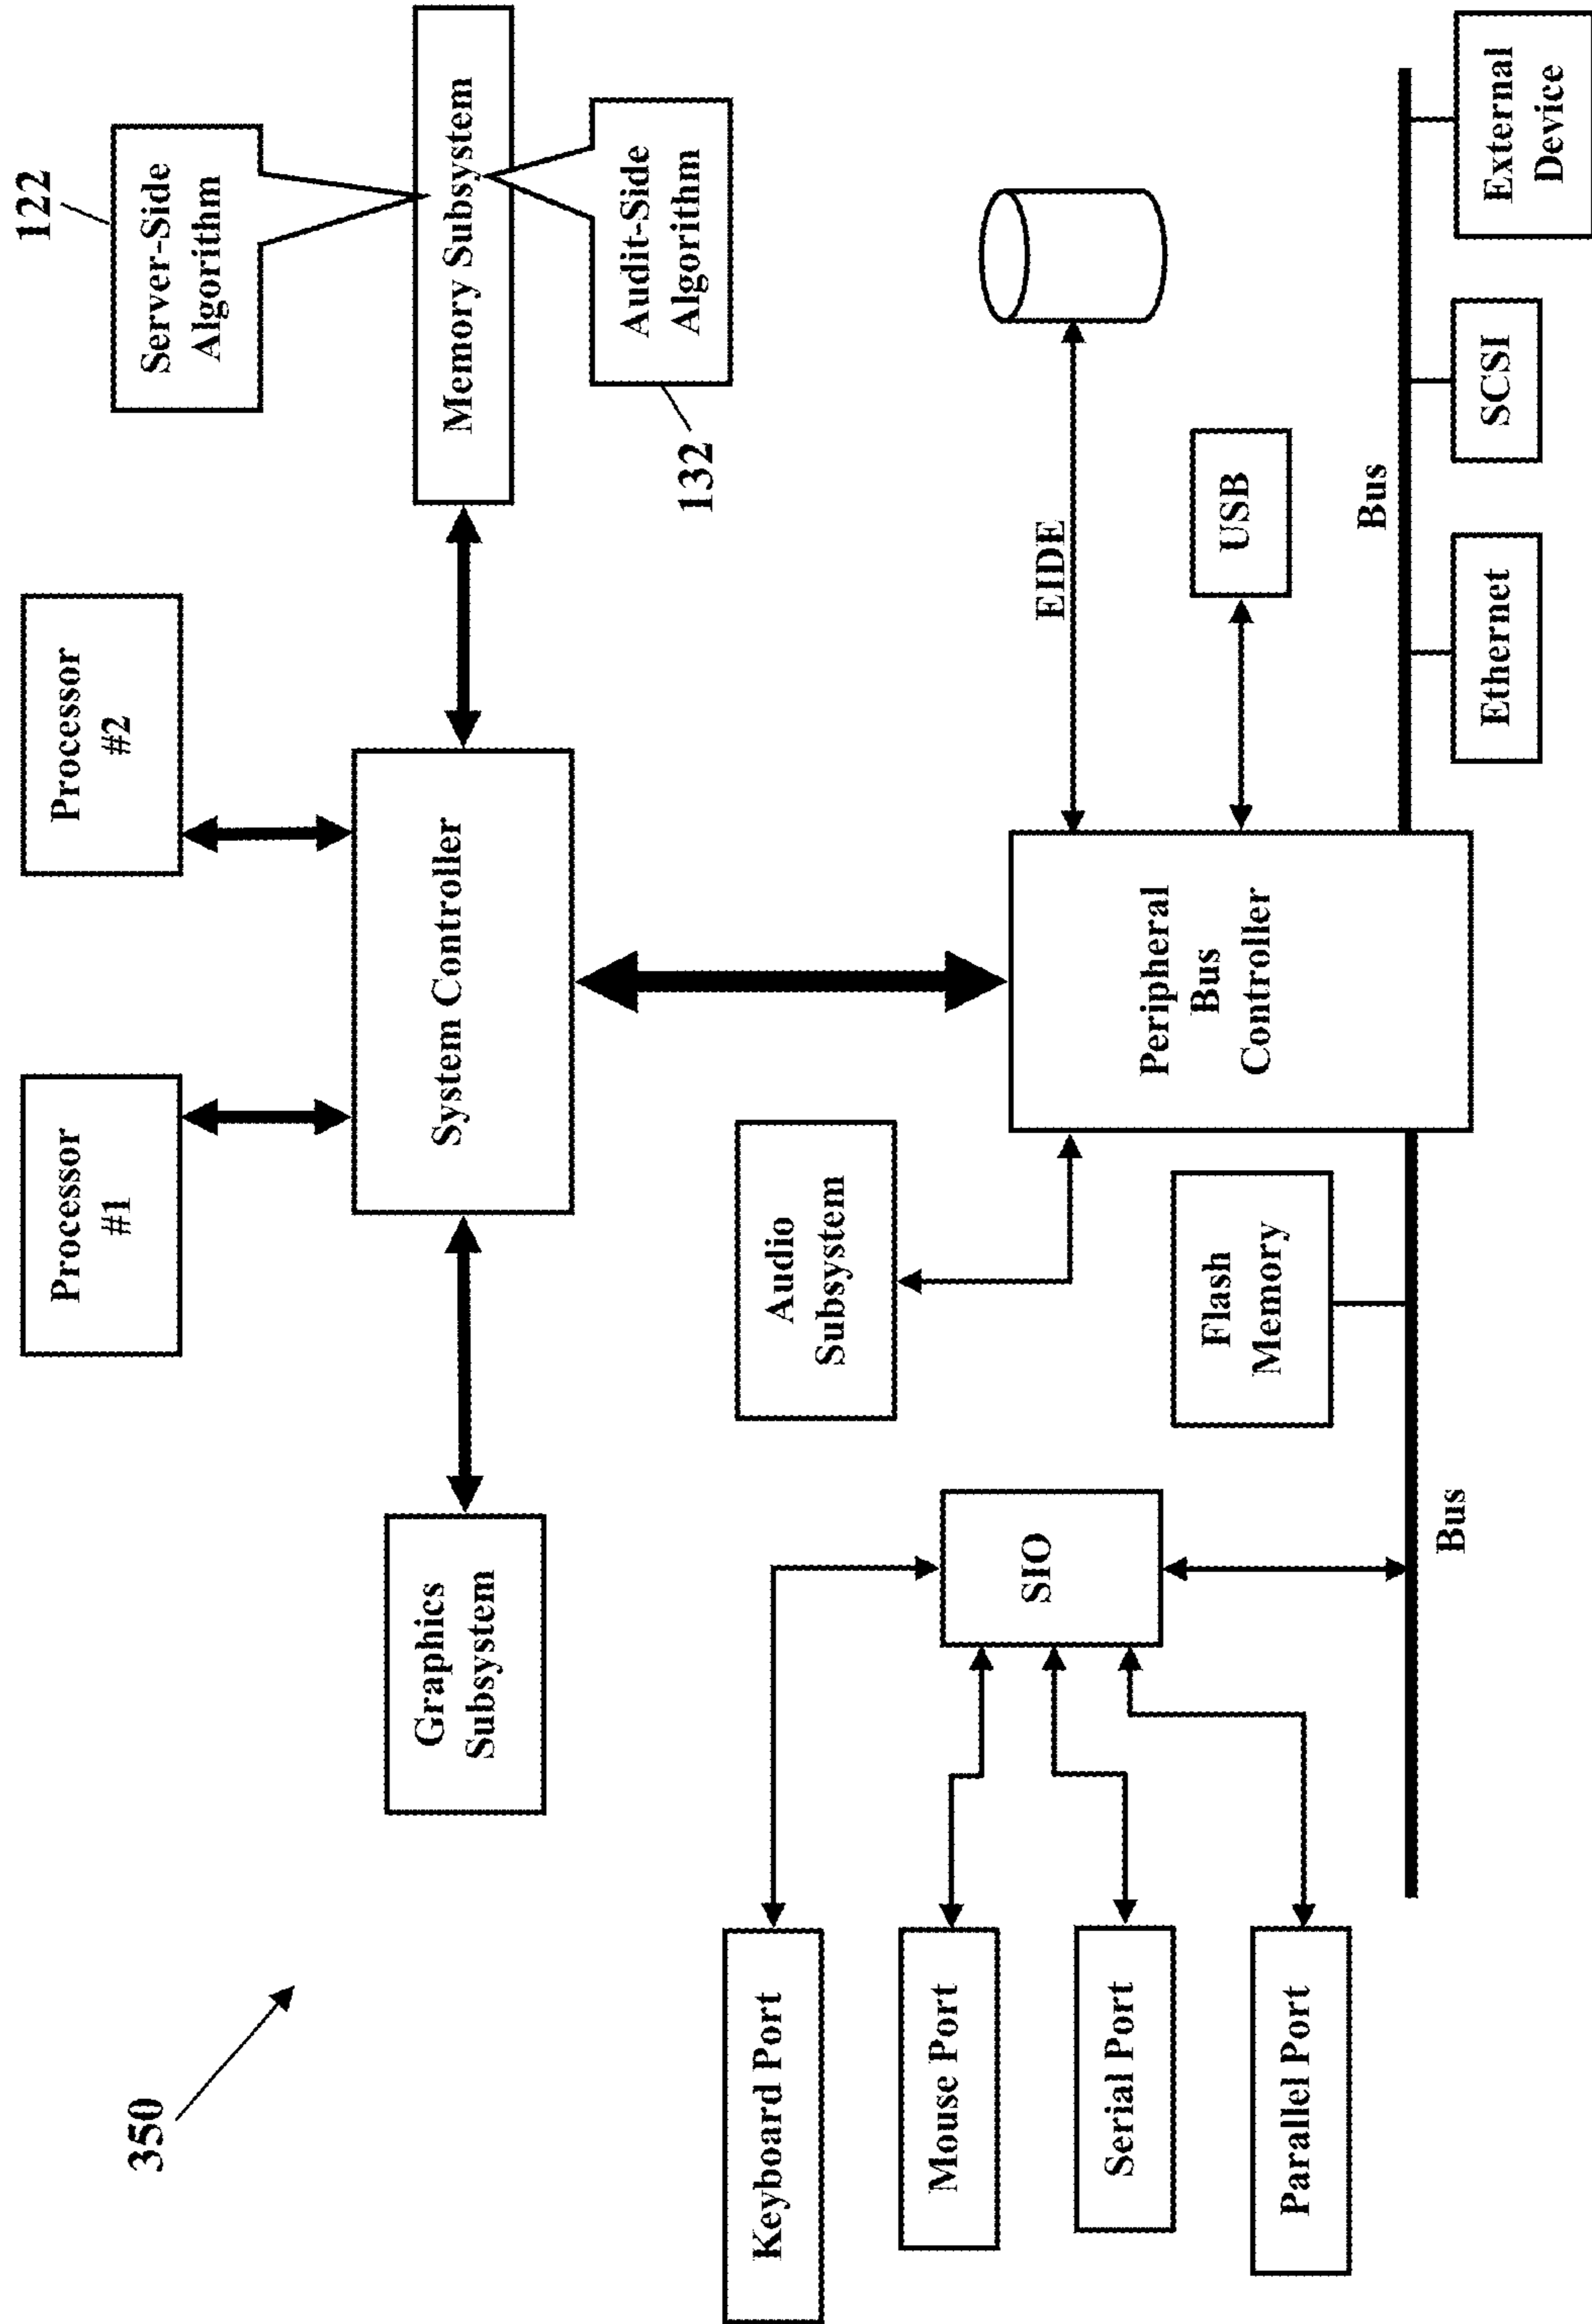 350
Processor
#1
Processor
#2
122
Server-Side
Algorithm
Graphics
Subsystem
System Controller
Memory Subsystem
132
Audit-Side
Algorithm
Keyboard Port
Mouse Port
Serial Port
Parallel Port
SIO
Audio
Subsystem
Flash
Memory
Peripheral
Bus
Controller
EIDE
USB
Bus
Bus
Ethernet
SCSI
External
Device